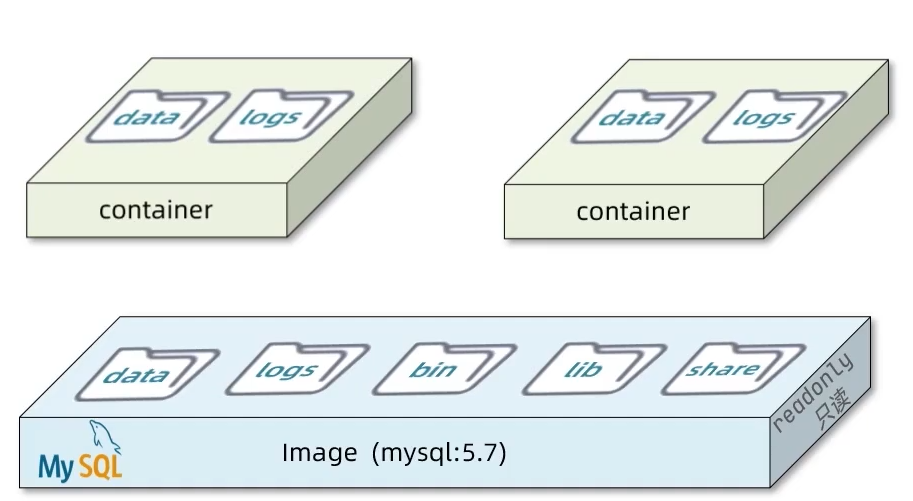 data
logs
data
logs
container
container
data
logs
bin
lib
share
readonly
只读
MySQL
Image (mysql:5.7)